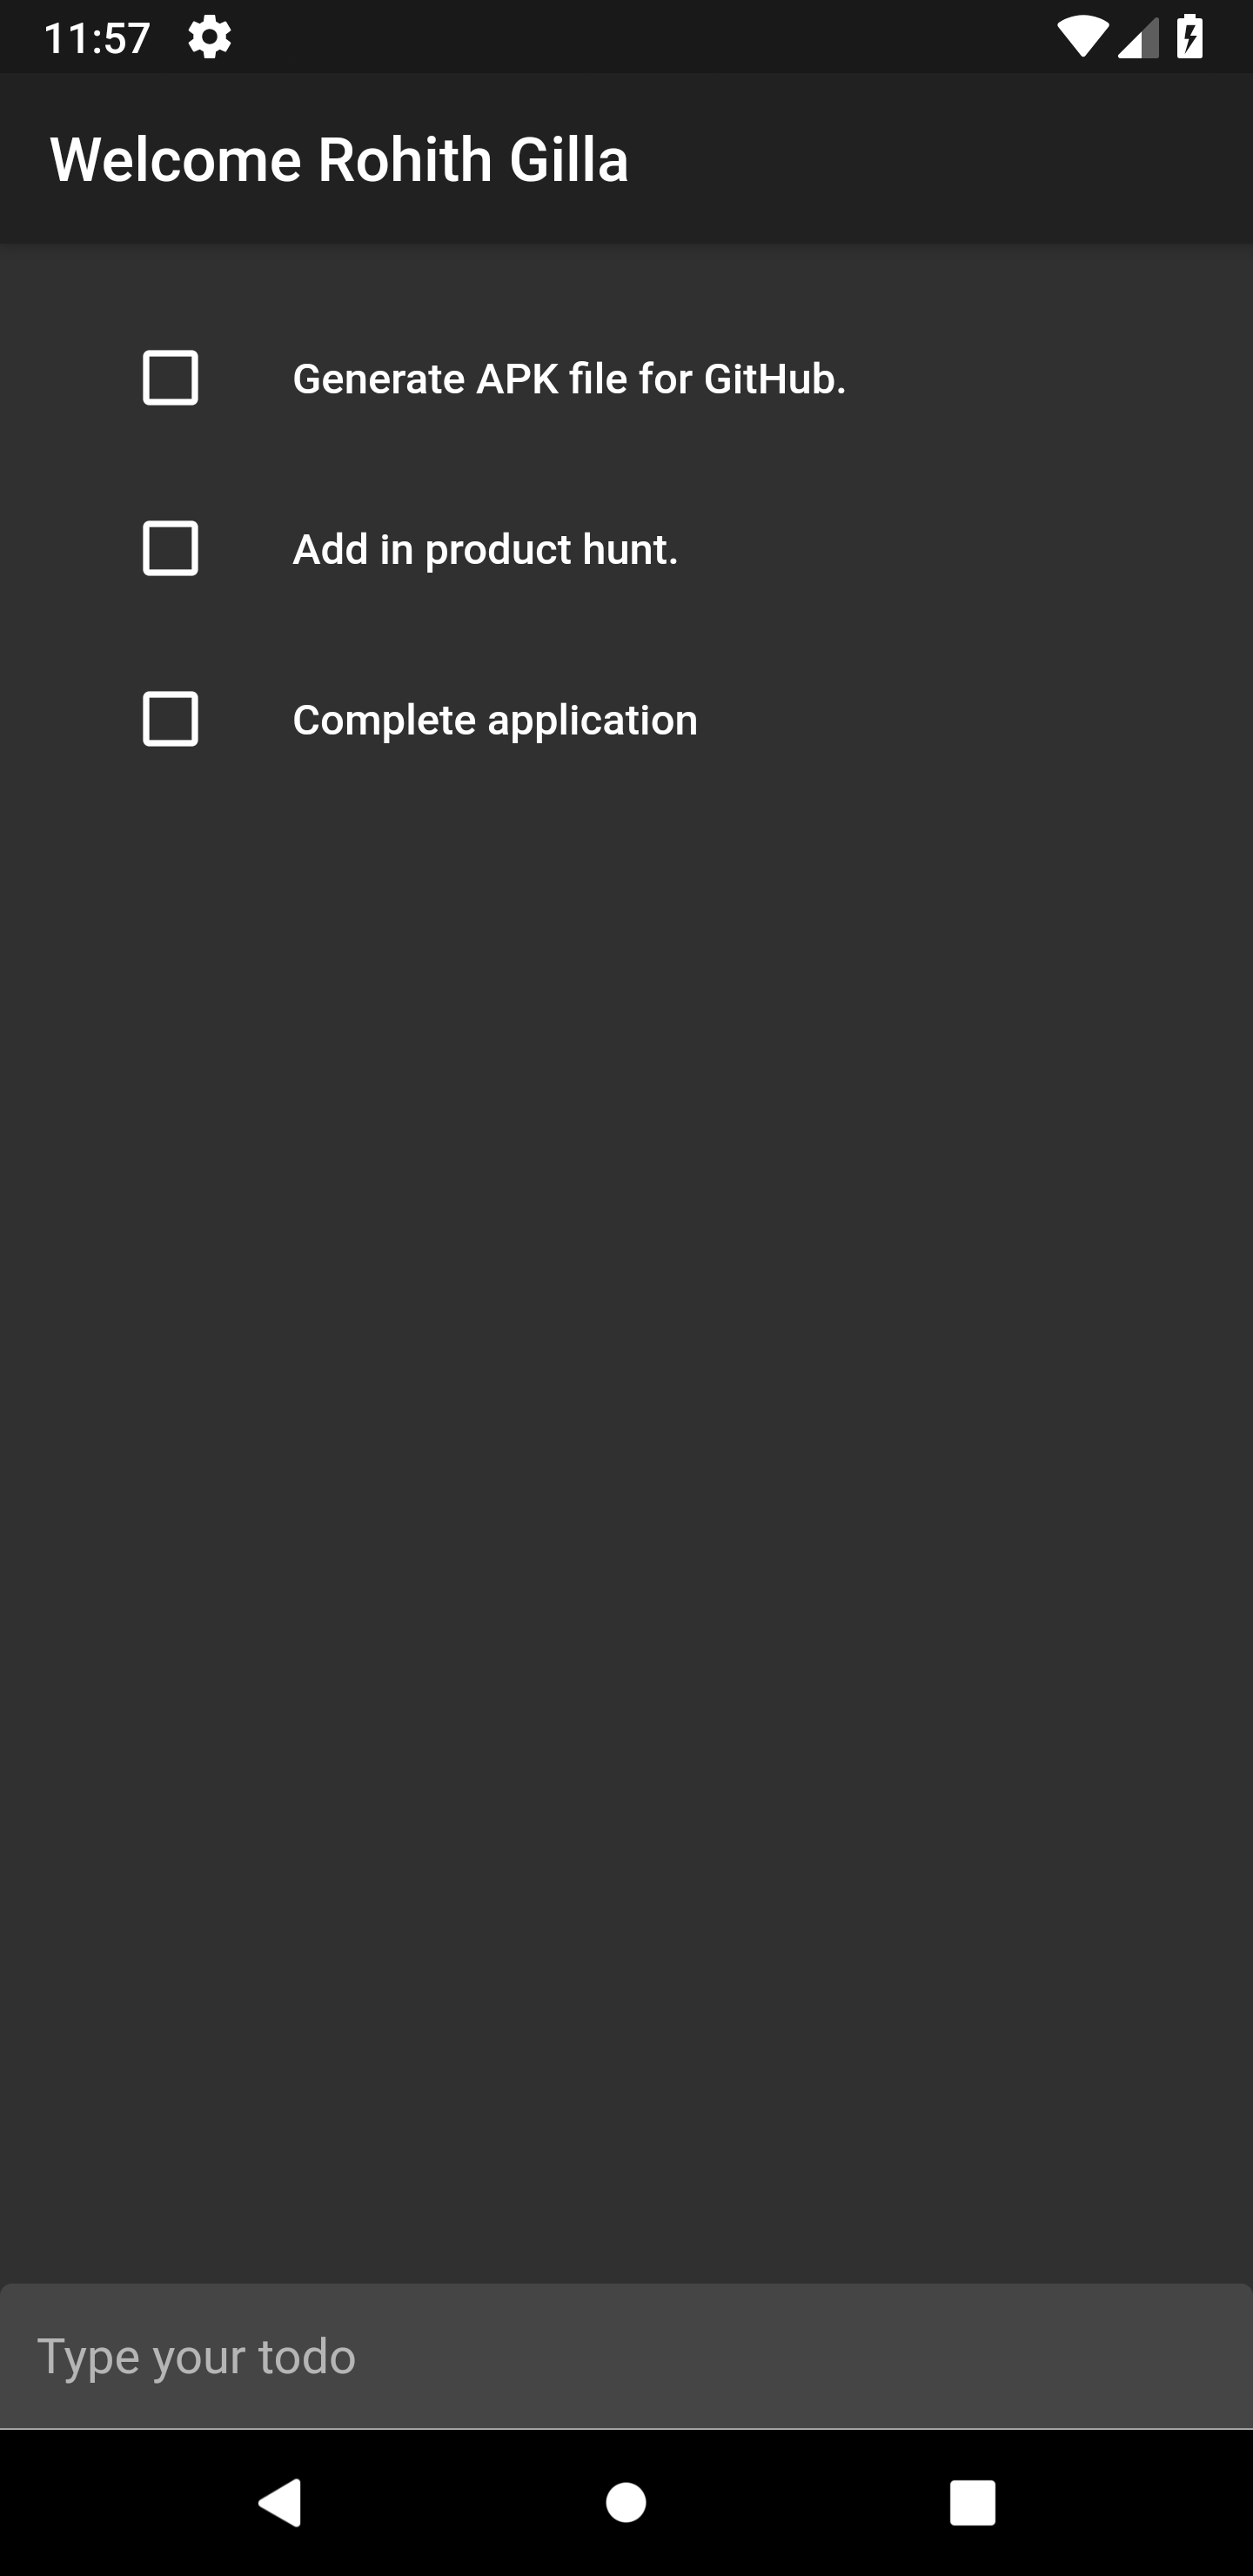 11:57
Welcome Rohith Gilla
Generate APK file for GitHub.
Add in product hunt.
Complete application
Type your todo